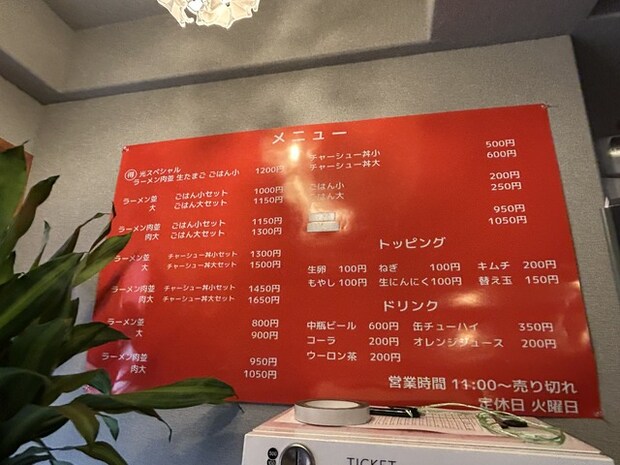 メニュー
得 光スペシャル
ラーメン肉並 生たまご ごはん小 1200円
ラーメン並 ごはん小セット 1000円
大 ごはん大セット 1150円
ラーメン肉並 ごはん小セット 1150円
肉大 ごはん大セット 1300円
ラーメン並 チャーシュー丼小セット 1300円
大 チャーシュー丼大セット 1500円
ラーメン肉並 チャーシュー丼小セット 1450円
肉大 チャーシュー丼大セット 1650円
ラーメン並 800円
大 900円
ラーメン肉並 950円
肉大 1050円
チャーシュー丼小 500円
チャーシュー丼大 600円
ごはん小 200円
ごはん大 250円
950円
1050円
トッピング
生卵 100円 ねぎ 100円 キムチ 200円
もやし 100円 生にんにく 100円 替え玉 150円
ドリンク
中瓶ビール 600円 缶チューハイ 350円
コーラ 200円 オレンジジュース 200円
ウーロン茶 200円
営業時間 11:00～売り切れ
定休日 火曜日
TICKET